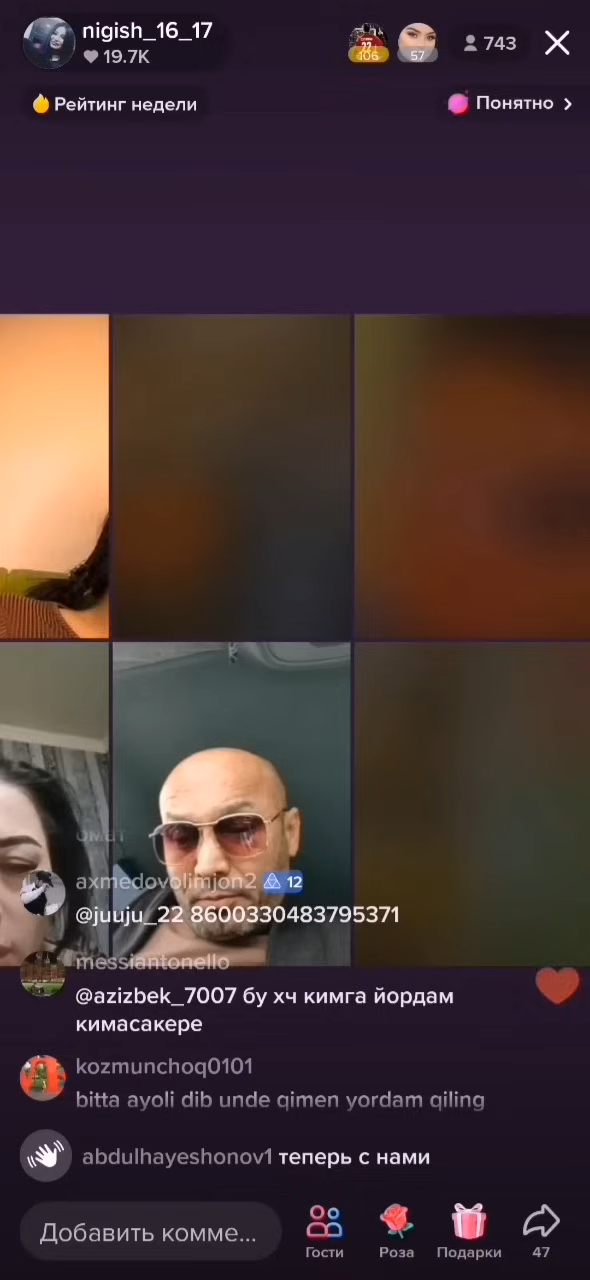 nigish_16_17
19.7K
106
57
743
Рейтинг недели
Понятно
омат
axmedovolimjon2 12
@juuju_22 8600330483795371
messiantonello
@azizbek_7007 бу хч кимга йордам
кимасакере
kozmunchoq0101
bitta ayoli dib unde qimen yordam qiling
abdulhayeshonov1 теперь с нами
Добавить комме...
Гости
Роза
Подарки
47